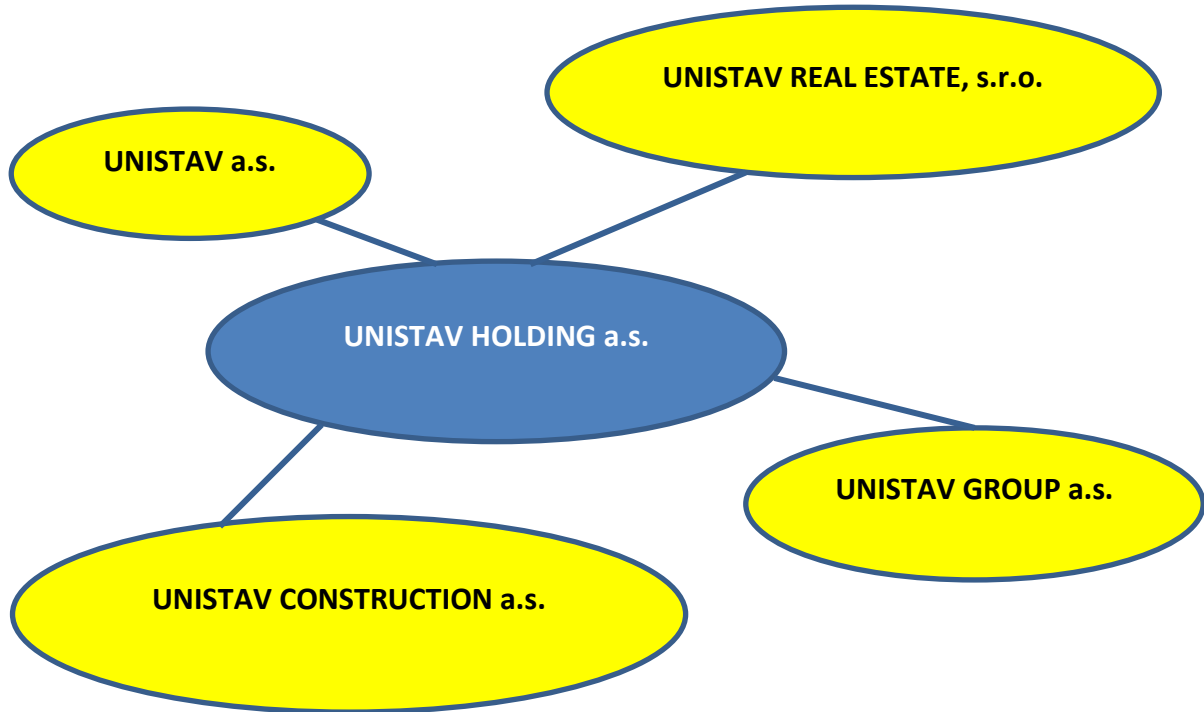 UNISTAV REAL ESTATE, s.r.o.
UNISTAV a.s.
UNISTAV HOLDING a.s.
UNISTAV GROUP a.s.
UNISTAV CONSTRUCTION a.s.